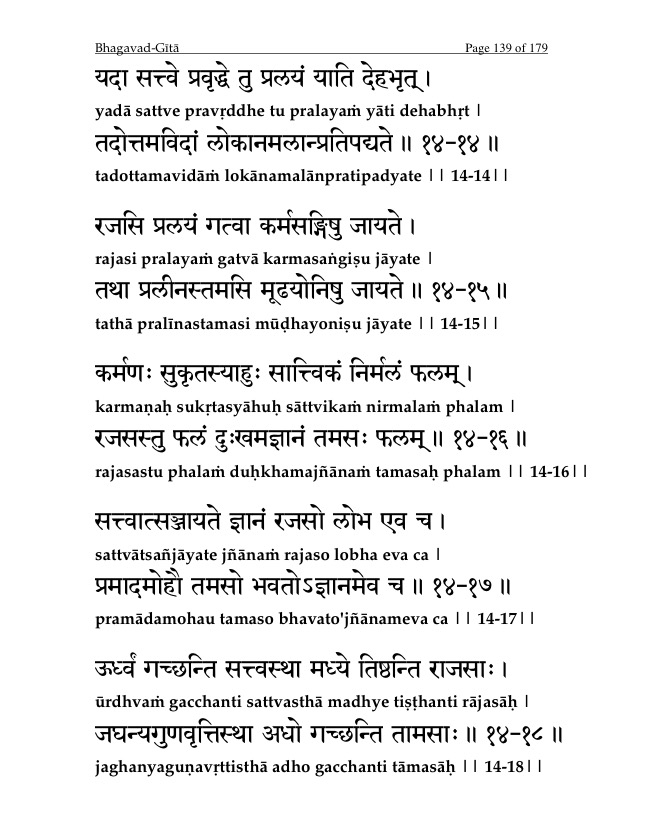 Bhagavad-Gītā Page 139 of 179
यदा सत्त्वे प्रवृद्धे तु प्रलयं याति देहभृत्।
yadā sattve pravṛddhe tu pralayaṁ yāti dehabhṛt |
तदोत्तमविदां लोकानमलान्प्रतिपद्यते॥ १४-१४॥
tadottamavidāṁ lokānamalānpratipadyate || 14-14||
रजसि प्रलयं गत्वा कर्मसङ्गिषु जायते।
rajasi pralayaṁ gatvā karmasaṅgiṣu jāyate |
तथा प्रलीनस्तमसि मूढयोनिषु जायते॥ १४-१५॥
tathā pralīnastamasi mūḍhayoniṣu jāyate || 14-15||
कर्मणः सुकृतस्याहुः सात्त्विकं निर्मलं फलम्।
karmaṇaḥ sukṛtasyāhuḥ sāttvikaṁ nirmalaṁ phalam |
रजसस्तु फलं दुःखमज्ञानं तमसः फलम्॥ १४-१६॥
rajasastu phalaṁ duḥkhamajñānaṁ tamasaḥ phalam || 14-16||
सत्त्वात्सञ्जायते ज्ञानं रजसो लोभ एव च।
sattvātsañjāyate jñānaṁ rajaso lobha eva ca |
प्रमादमोहौ तमसो भवतोऽज्ञानमेव च॥ १४-१७॥
pramādamohau tamaso bhavato'jñānameva ca || 14-17||
ऊर्ध्वं गच्छन्ति सत्त्वस्था मध्ये तिष्ठन्ति राजसाः।
ūrdhvaṁ gacchanti sattvasthā madhye tiṣṭhanti rājasāḥ |
जघन्यगुणवृत्तिस्था अधो गच्छन्ति तामसाः॥ १४-१८॥
jaghanyaguṇavṛttisthā adho gacchanti tāmasāḥ || 14-18||